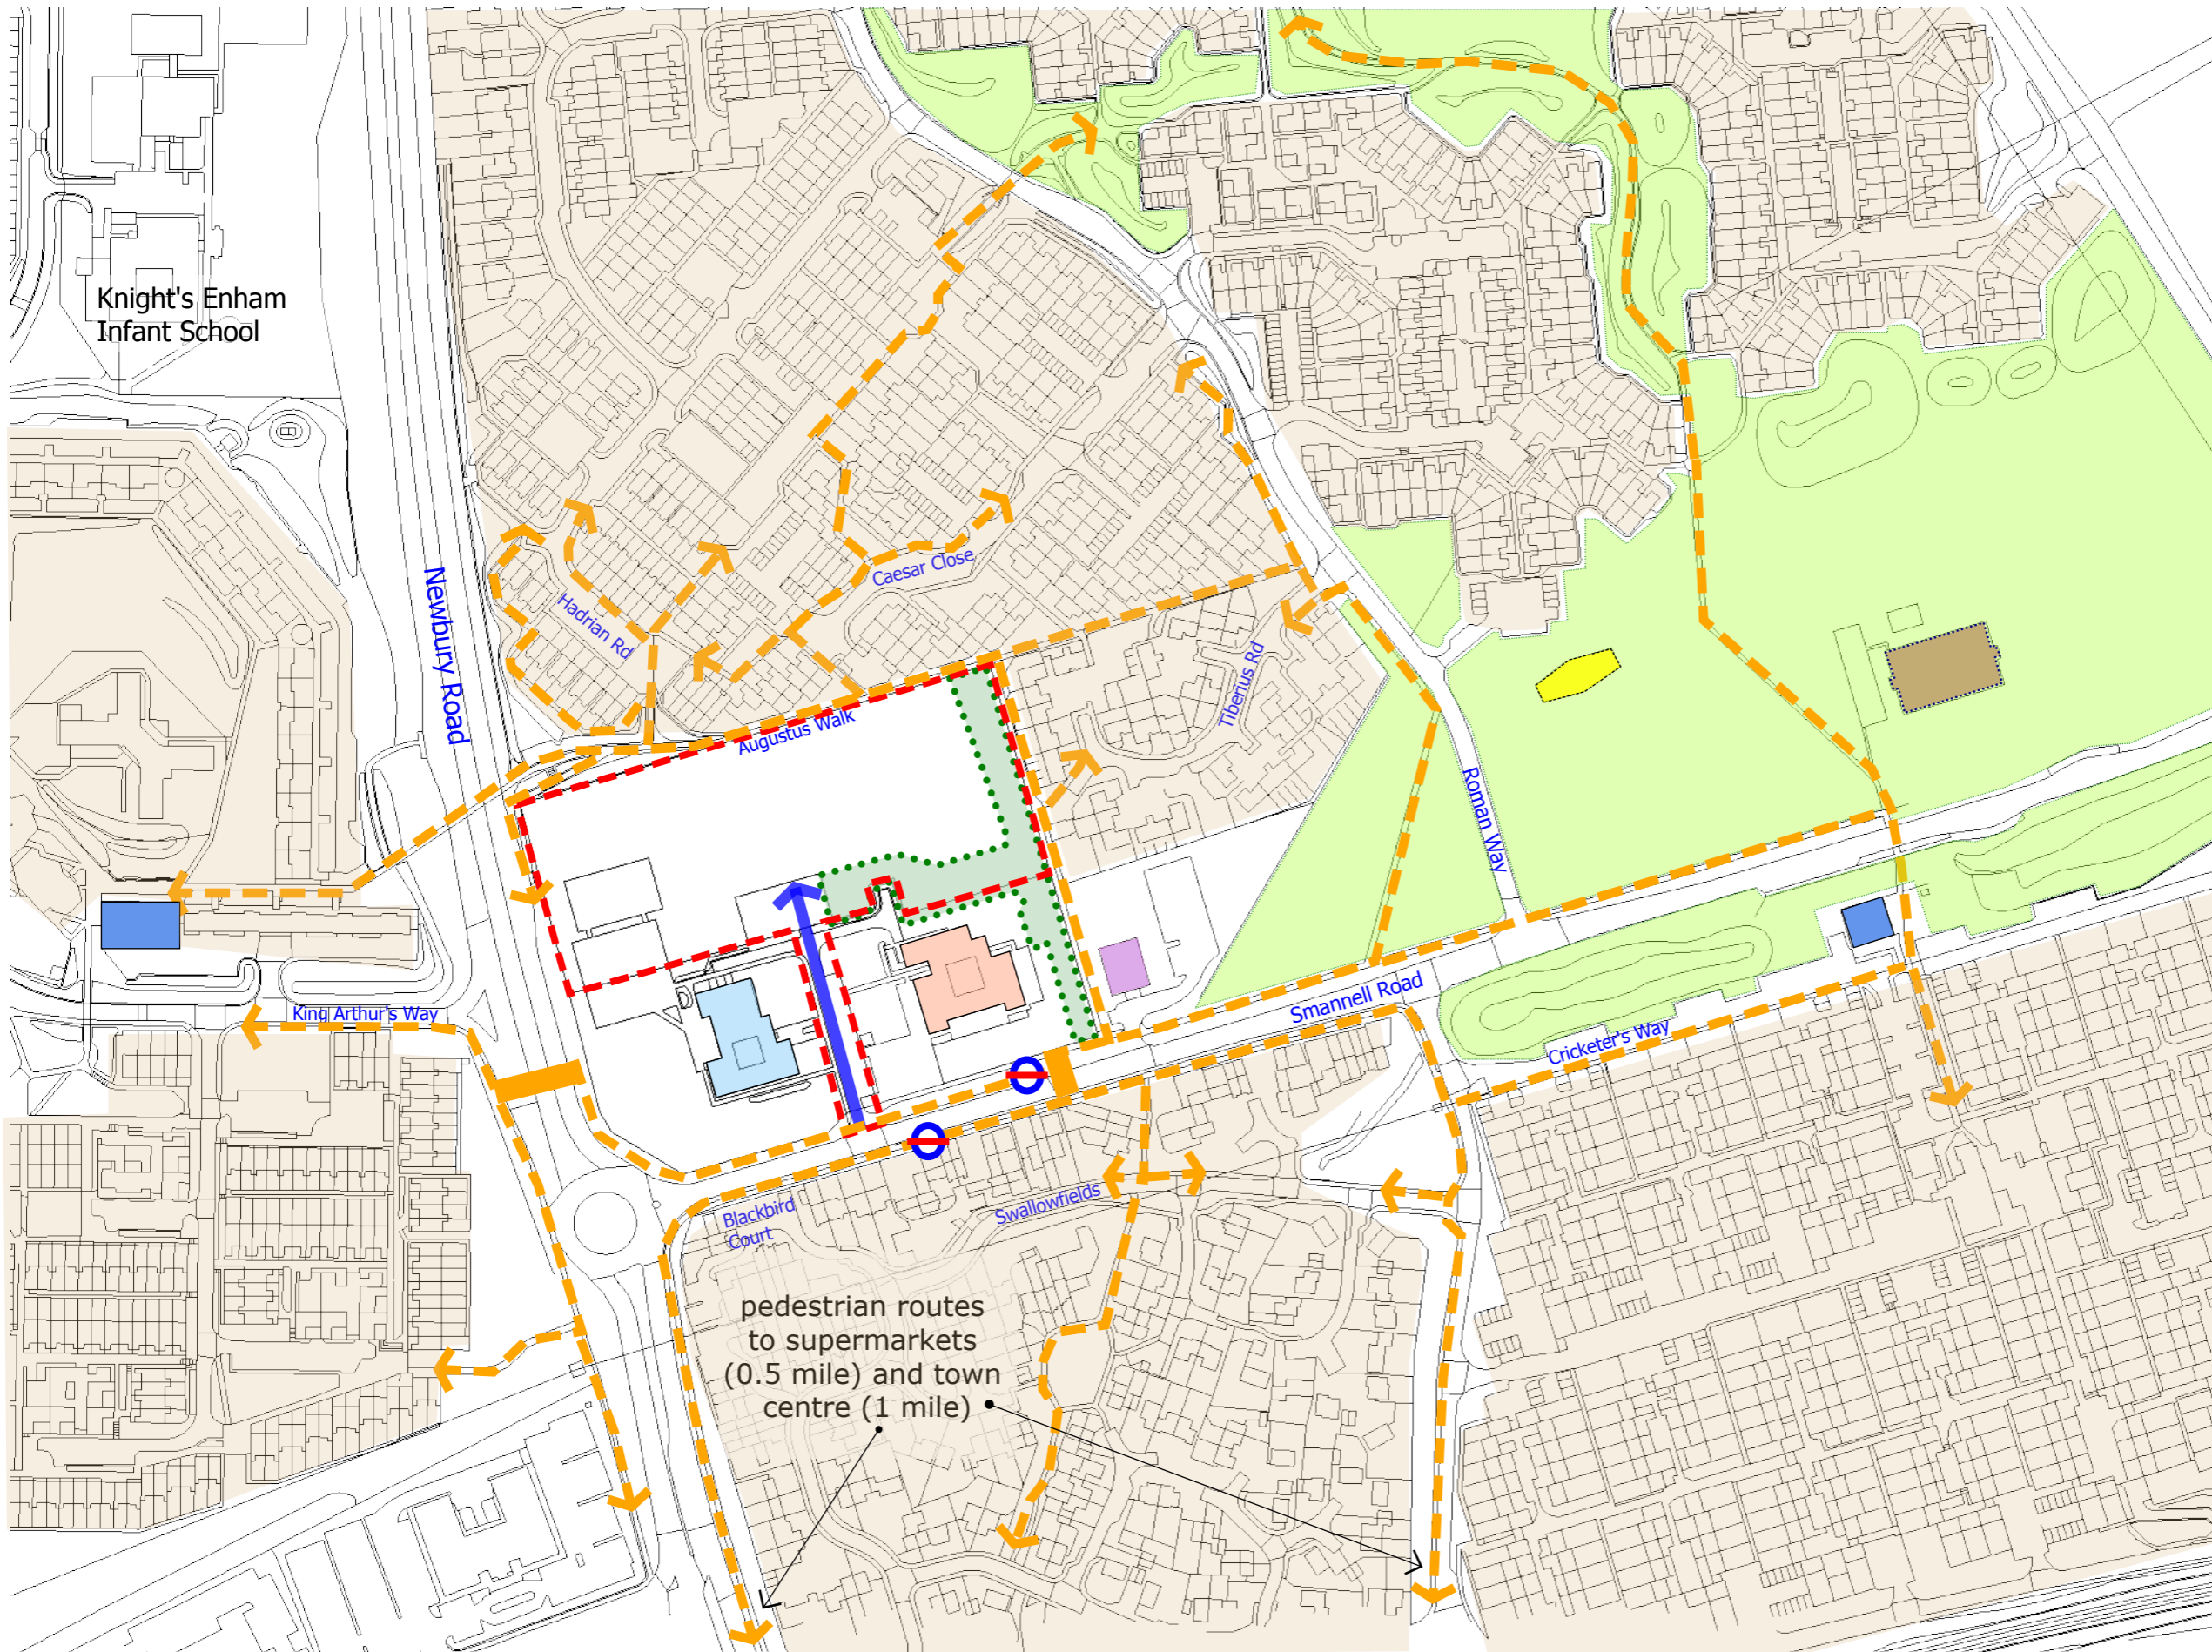 Knight's Enham
Infant School
Newbury Road
Hadrian Rd
Caesar Close
Augustus Walk
Tiberius Rd
Roman Way
King Arthur's Way
Smannell Road
Cricketer's Way
Blackbird
Court
Swallowfields
pedestrian routes
to supermarkets
(0.5 mile) and town
centre (1 mile)